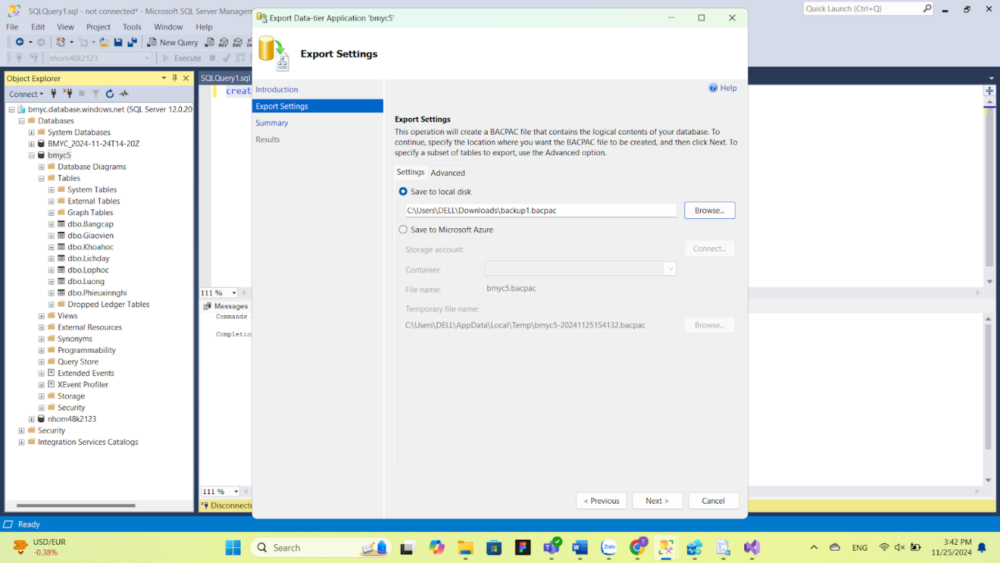 SQLQuery1.sql - not connected* - Microsoft SQL Server Managem
Quick Launch (Ctrl+Q)
File Edit View Project Tools Window Help
New Query
nhom48k2123
Execute
Object Explorer
Connect
bmyc.database.windows.net (SQL Server 12.0.20
Databases
System Databases
BMYC_2024-11-24T14-20Z
bmyc5
Database Diagrams
Tables
System Tables
External Tables
Graph Tables
dbo.Bangcap
dbo.Giaovien
dbo.Khoahoc
dbo.Lichday
dbo.Lophoc
dbo.Luong
dbo.Phieuxinnghi
Dropped Ledger Tables
Views
External Resources
Synonyms
Programmability
Query Store
Extended Events
XEvent Profiler
Storage
Security
nhom48k2123
Security
Integration Services Catalogs
SQLQuery1.sql
creat
111 %
Messages
Commands
Completio
111 %
Disconnecte
Export Data-tier Application 'bmyc5'
Export Settings
Introduction
Export Settings
Summary
Results
Help
Export Settings
This operation will create a BACPAC file that contains the logical contents of your database. To
continue, specify the location where you want the BACPAC file to be created, and then click Next. To
specify a subset of tables to export, use the Advanced option.
Settings Advanced
Save to local disk
C:\Users\DELL\Downloads\backup1.bacpac
Browse...
Save to Microsoft Azure
Storage account:
Connect...
Container:
File name: bmyc5.bacpac
Temporary file name:
C:\Users\DELL\AppData\Local\Temp\bmyc5-20241125154132.bacpac
Browse...
< Previous Next > Cancel
Ready
USD/EUR
-0.38%
Search
Zalo
T
ENG
3:42 PM
11/25/2024